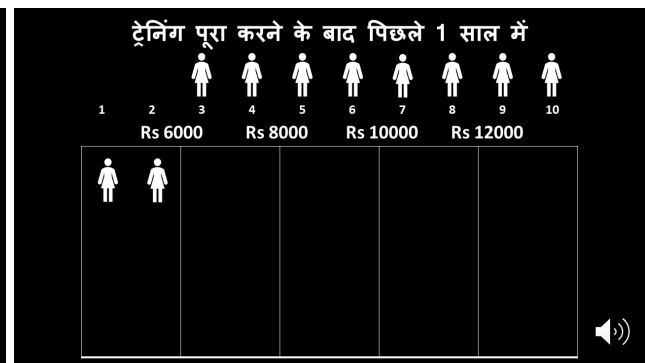 ट्रेनिंग पूरा करने के बाद पिछले 1 साल में
1 2 3 4 5 6 7 8 9 10
Rs 6000 Rs 8000 Rs 10000 Rs 12000